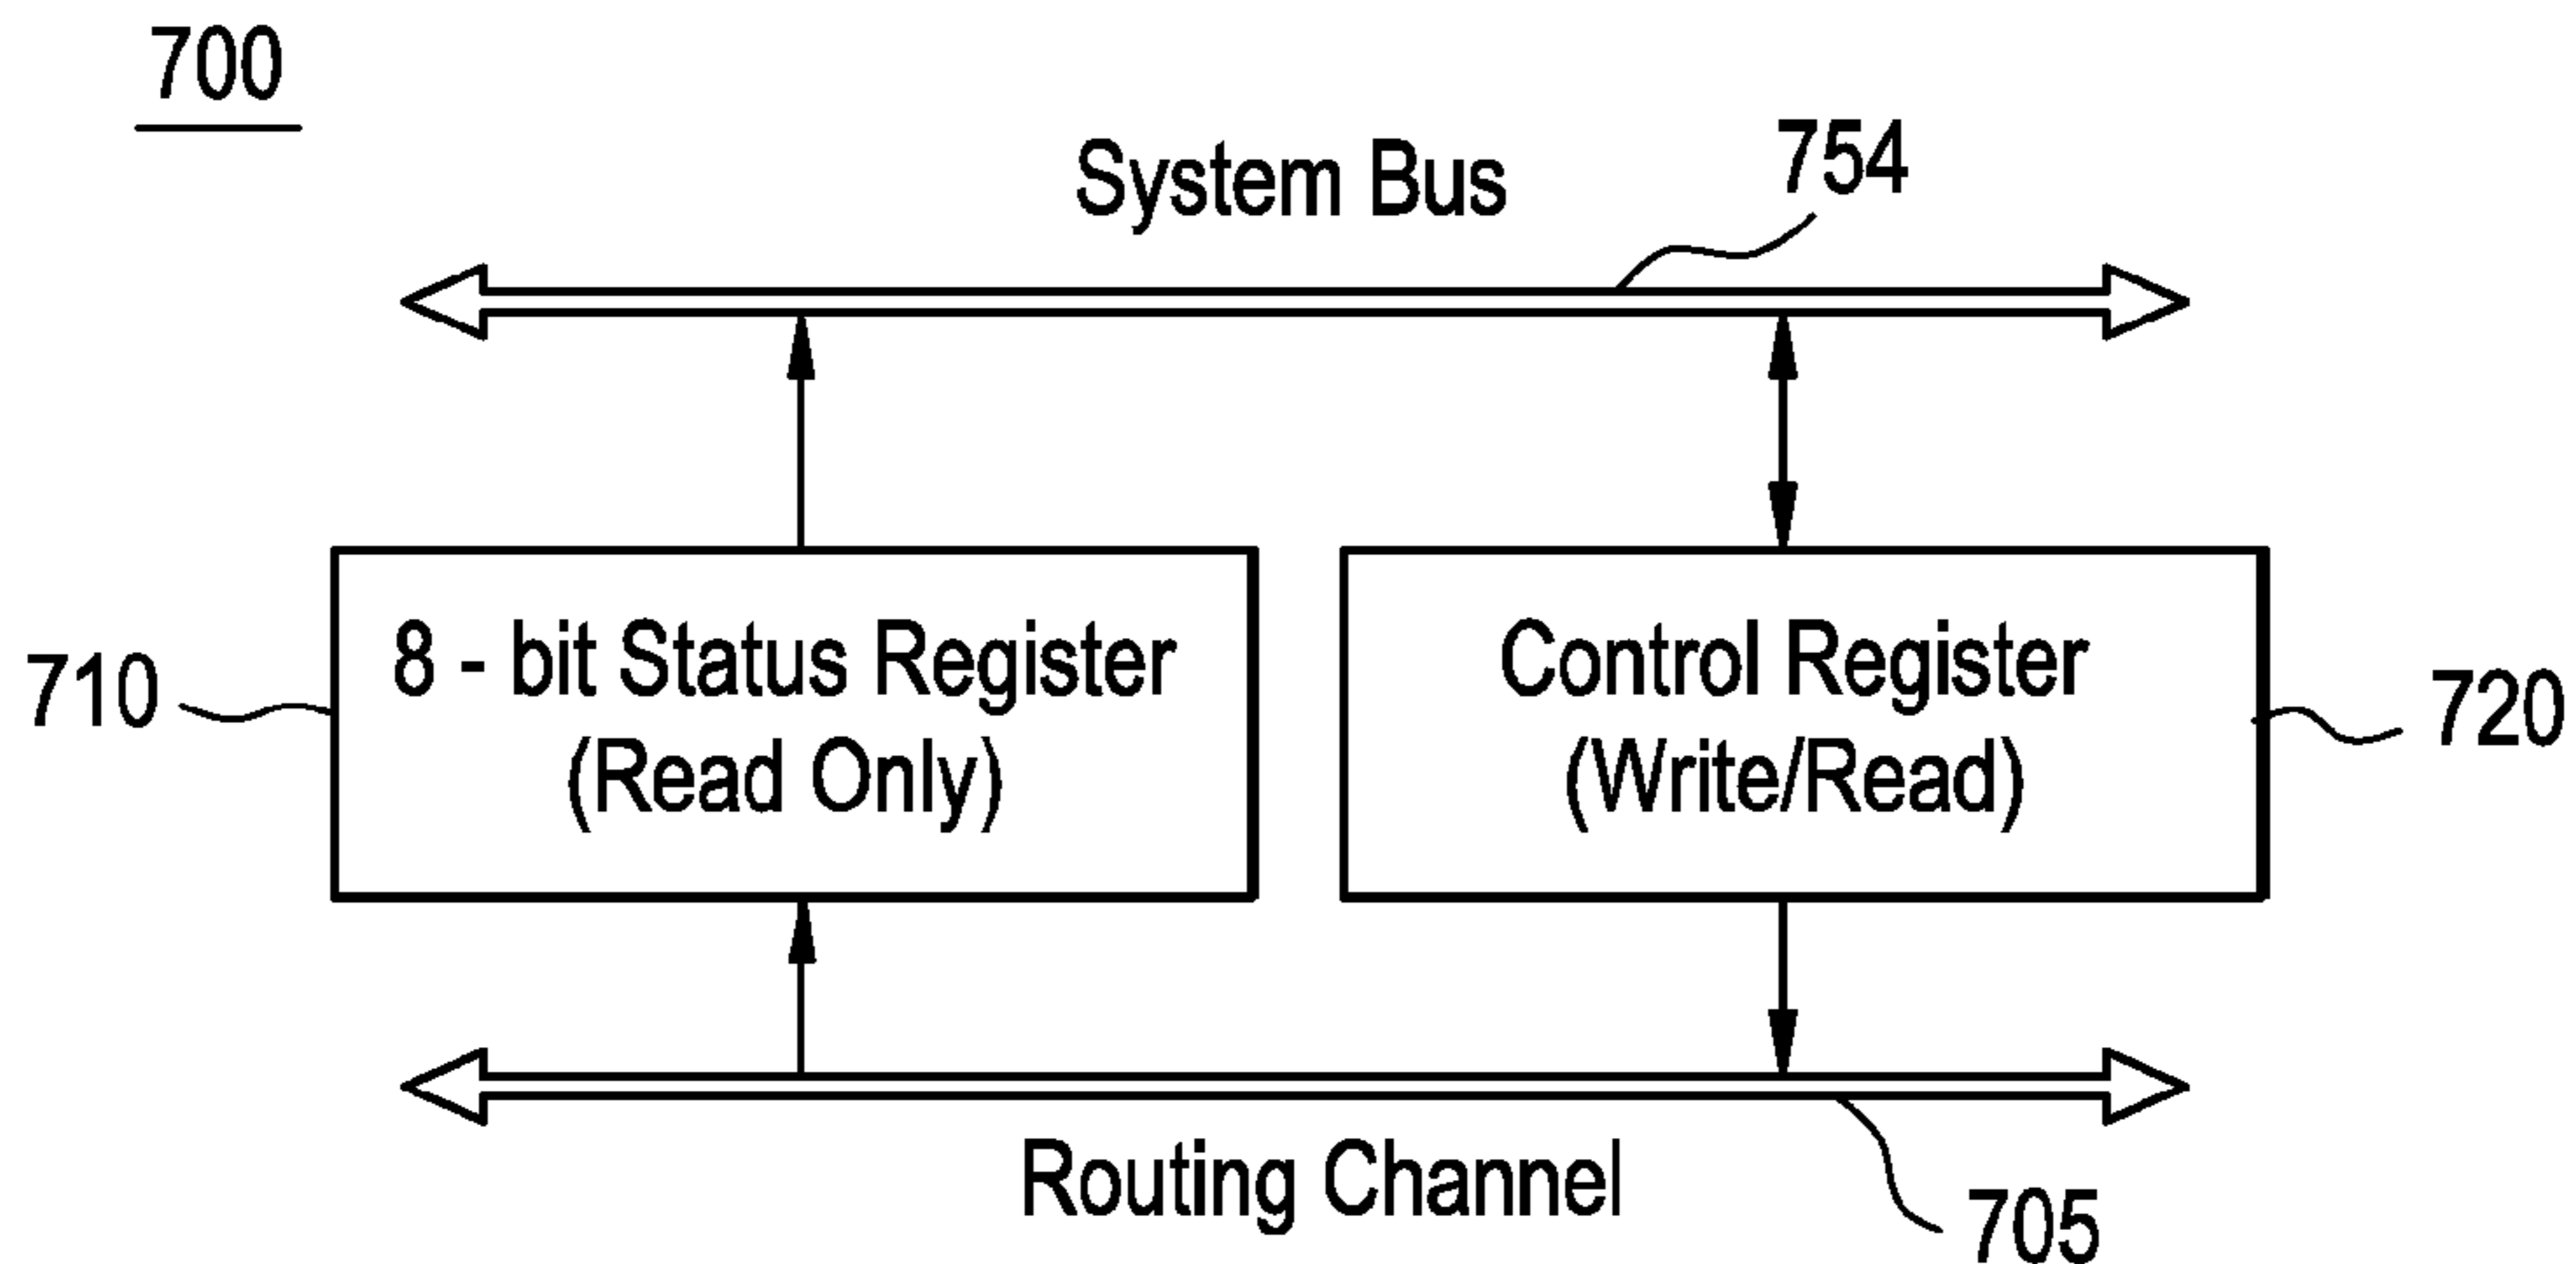 700
System Bus
754
8 - bit Status Register
(Read Only)
710
Control Register
(Write/Read)
720
Routing Channel
705